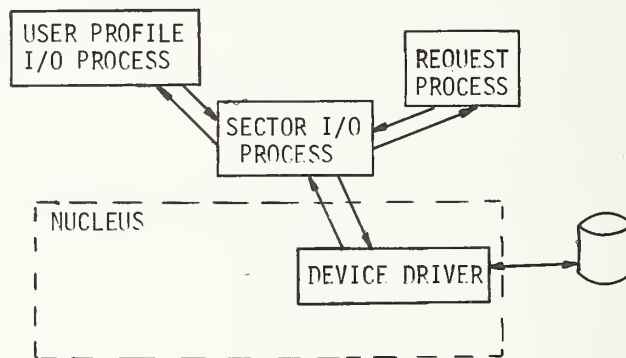 USER PROFILE
I/O PROCESS
REQUEST
PROCESS
SECTOR I/O
PROCESS
NUCLEUS
DEVICE DRIVER